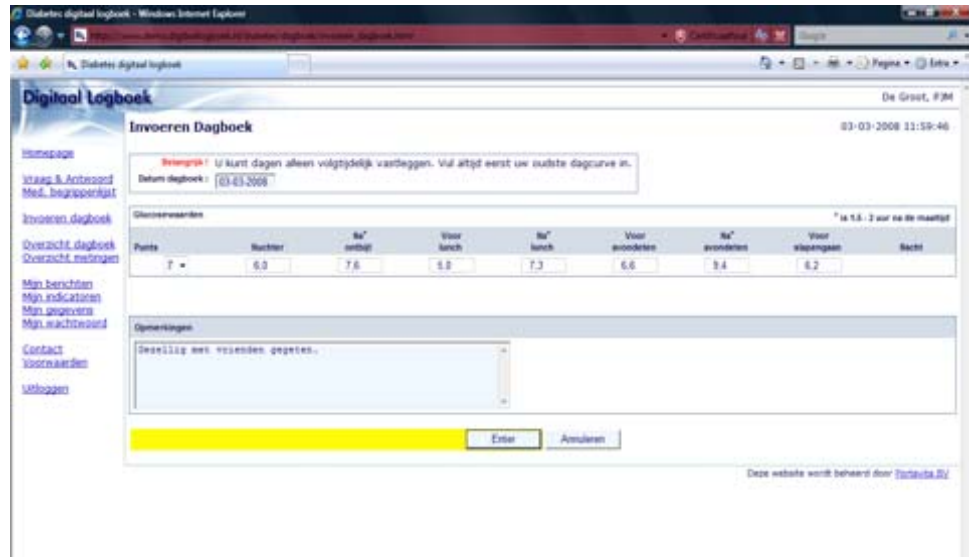 Diabetes digitaal logboek - Windows Internet Explorer
Certificaatfout
Google
Diabetes digitaal logboek
Pagina
Extra
Digitaal Logboek
De Groot, PJM
Invoeren Dagboek
03-03-2008 11:59:46
Homepage
Vraag & Antwoord
Med. begrippenlijst
Invoeren dagboek
Overzicht dagboek
Overzicht metingen
Mijn berichten
Mijn indicatoren
Mijn gegevens
Mijn wachtwoord
Contact
Voorwaarden
Uitloggen
Belangrijk! U kunt dagen alleen volgtijdelijk vastleggen. Vul altijd eerst uw oudste dagcurve in.
Datum dagboek: 03-03-2008
Glucosewaarden
* is 1.5 - 2 uur na de maaltijd
Punts Nuchter Na* ontbijt Voor lunch Na* lunch Voor avondeten Na* avondeten Voor slapengaan Nacht
7 6,0 7,6 5,0 7,3 6,6 9,4 6,2
Opmerkingen
Gezellig met vrienden gegeten.
Enter Annuleren
Deze website wordt beheerd door Portavita BV